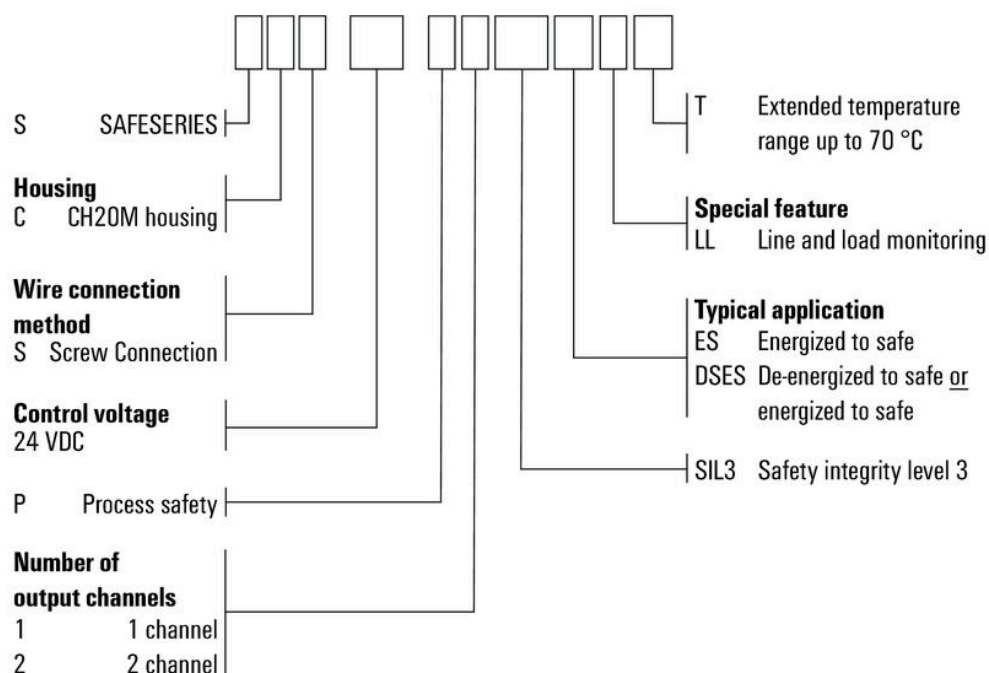 S SAFESERIES
Housing
C CH20M housing
Wire connection
method
S Screw Connection
Control voltage
24 VDC
P Process safety
Number of
output channels
1 1 channel
2 2 channel
T Extended temperature
range up to 70 °C
Special feature
LL Line and load monitoring
Typical application
ES Energized to safe
DSES De-energized to safe or
energized to safe
SIL3 Safety integrity level 3